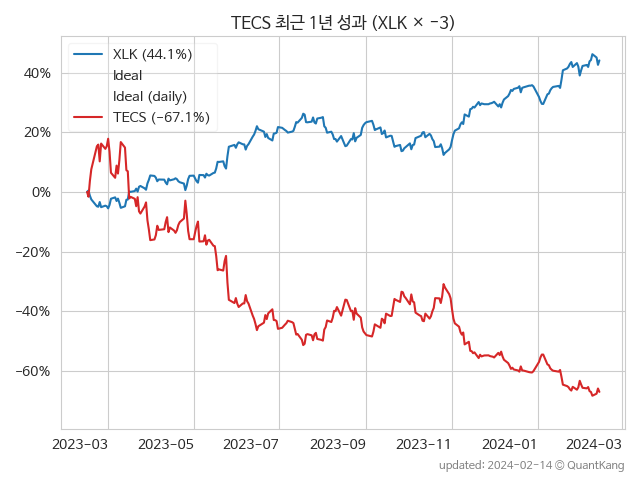 TECS 최근 1년 성과 (XLK × −3)
XLK (44.1%)
Ideal
Ideal (daily)
TECS (−67.1%)
40%
20%
0%
−20%
−40%
−60%
2023−03 2023−05 2023−07 2023−09 2023−11 2024−01 2024−03
updated: 2024−02−14 © QuantKang